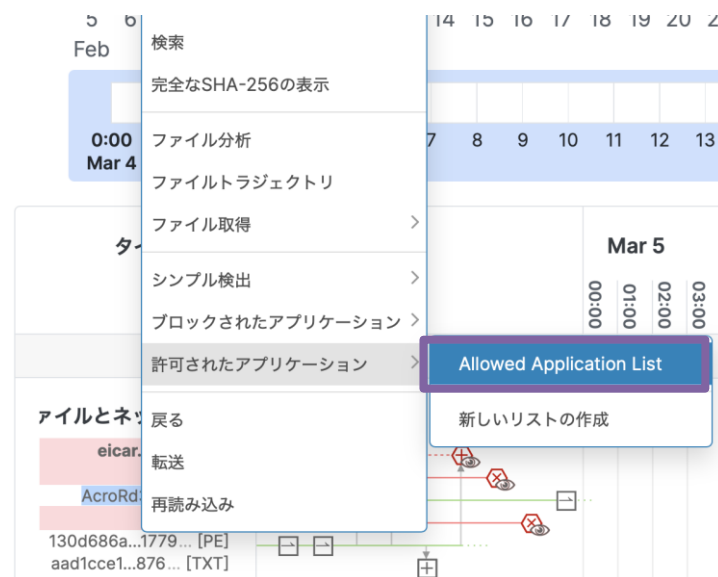 5 6 14 15 16 17 18 19 20
Feb
検索
完全なSHA-256の表示
0:00 7 8 9 10 11 12 13
Mar 4
ファイル分析
ファイルトラジェクトリ
ファイル取得
Mar 5
00:00 01:00 02:00 03:00
シンプル検出
ブロックされたアプリケーション
許可されたアプリケーション
Allowed Application List
新しいリストの作成
戻る
転送
再読み込み
eicar.
AcroRd
130d686a...1779... [PE]
aad1cce1...876... [TXT]